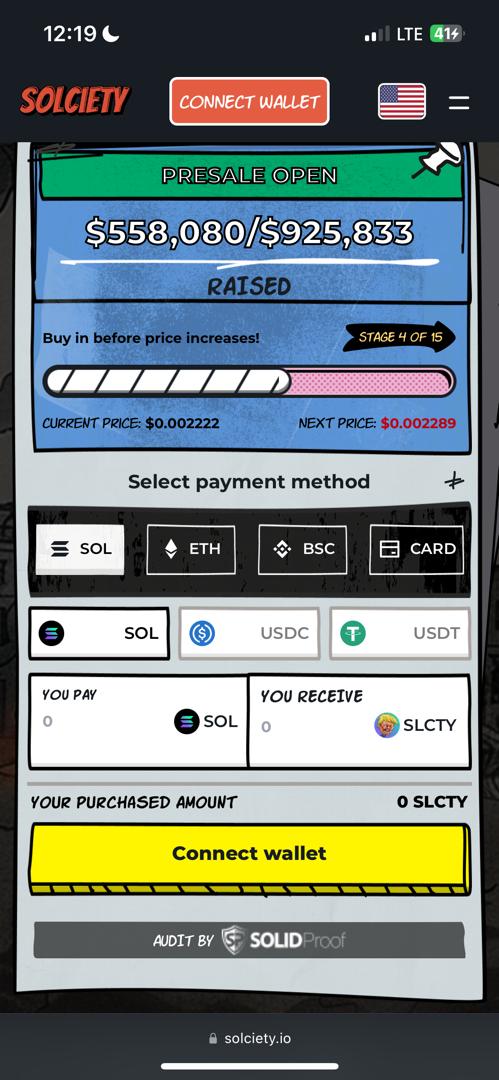 12:19
LTE 41
SOLCIETY
CONNECT WALLET
PRESALE OPEN
$558,080/$925,833
RAISED
Buy in before price increases!
STAGE 4 OF 15
CURRENT PRICE: $0.002222
NEXT PRICE: $0.002289
Select payment method
SOL
ETH
BSC
CARD
SOL
USDC
USDT
YOU PAY
0
SOL
YOU RECEIVE
0
SLCTY
YOUR PURCHASED AMOUNT
0 SLCTY
Connect wallet
AUDIT BY SOLIDProof
solciety.io